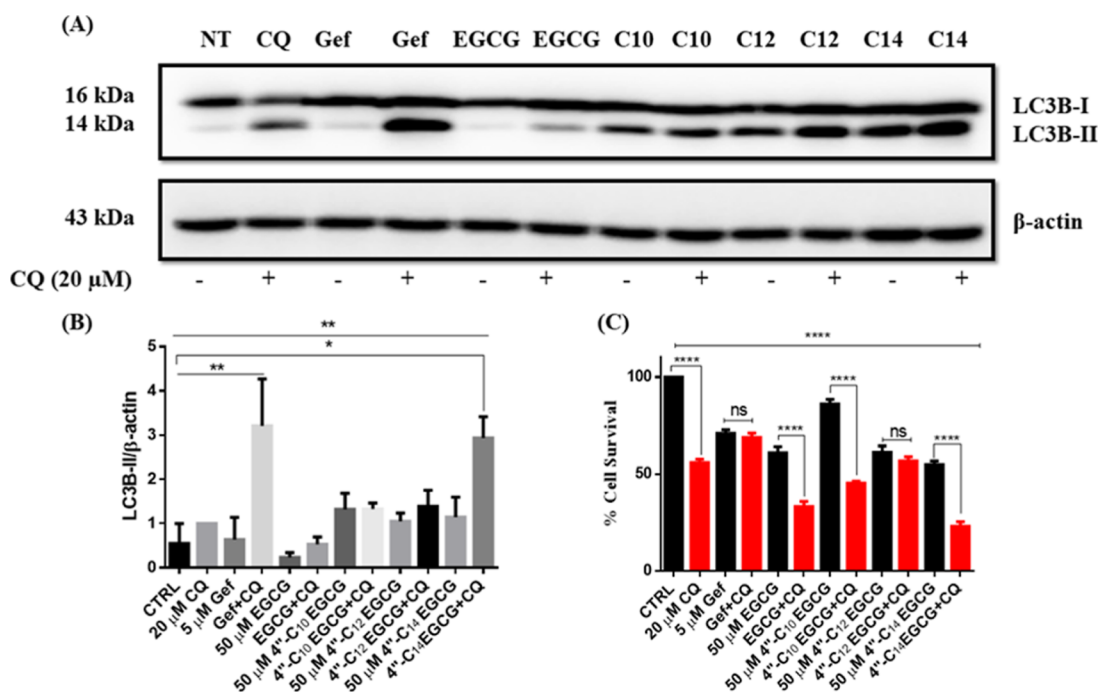 (A)
NT CQ Gef Gef EGCG EGCG C10 C10 C12 C12 C14 C14
16 kDa
14 kDa
LC3B-I
LC3B-II
43 kDa
β-actin
CQ (20 μM) - + - + - + - + - + - +
(B)
**
*
**
LC3B-II/β-actin
5
4
3
2
1
0
CTRL
20 μM CQ
5 μM Gef
Gef+CQ
50 μM EGCG
EGCG+CQ
50 μM 4"-C10 EGCG
4"-C10 EGCG+CQ
50 μM 4"-C12 EGCG
4"-C12 EGCG+CQ
50 μM 4"-C14 EGCG
4"-C14EGCG+CQ
(C)
****
****
ns
****
****
ns
****
% Cell Survival
100
50
0
CTRL
20 μM CQ
5 μM Gef
Gef+CQ
50 μM EGCG
EGCG+CQ
50 μM 4"-C10 EGCG
4"-C10 EGCG+CQ
50 μM 4"-C12 EGCG
4"-C12 EGCG+CQ
50 μM 4"-C14 EGCG
4"-C14EGCG+CQ